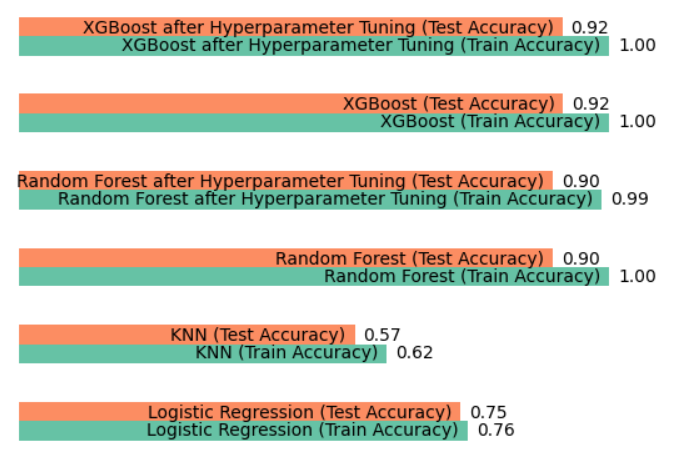 XGBoost after Hyperparameter Tuning (Test Accuracy) 0.92
XGBoost after Hyperparameter Tuning (Train Accuracy) 1.00
XGBoost (Test Accuracy) 0.92
XGBoost (Train Accuracy) 1.00
Random Forest after Hyperparameter Tuning (Test Accuracy) 0.90
Random Forest after Hyperparameter Tuning (Train Accuracy) 0.99
Random Forest (Test Accuracy) 0.90
Random Forest (Train Accuracy) 1.00
KNN (Test Accuracy) 0.57
KNN (Train Accuracy) 0.62
Logistic Regression (Test Accuracy) 0.75
Logistic Regression (Train Accuracy) 0.76